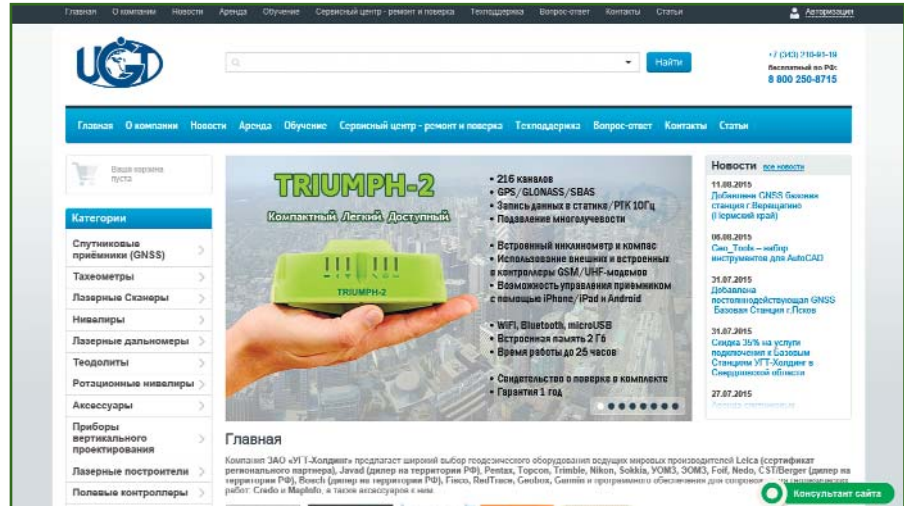 Главная О компании Новости Аренда Обучение Сервисный центр - ремонт и поверка Техподдержка Вопрос-ответ Контакты Статьи Авторизация
UGT
Найти
+7 (343) 210-91-19
Бесплатный по РФ:
8 800 250-8715
Главная О компании Новости Аренда Обучение Сервисный центр - ремонт и поверка Техподдержка Вопрос-ответ Контакты Статьи
Ваша корзина
пуста
Категории
Спутниковые
приёмники (GNSS)
Тахеометры
Лазерные Сканеры
Нивелиры
Лазерные дальномеры
Теодолиты
Ротационные нивелиры
Аксессуары
Приборы
вертикального
проектирования
Лазерные построители
Полевые контроллеры
TRIUMPH-2
Компактный Легкий Доступный
TRIUMPH-2
• 216 каналов
• GPS/GLONASS/SBAS
• Запись данных в статике/РТК 10Гц
• Подавление многолучевости
• Встроенный инклинометр и компас
• Использование внешних и встроенных
в контроллеры GSM/UHF-модемов
• Возможность управления приёмником
с помощью iPhone/iPad и Android
• WiFi, Bluetooth, microUSB
• Встроенная память 2 Гб
• Время работы до 25 часов
• Свидетельство о поверке в комплекте
• Гарантия 1 год
Новости все новости
11.08.2015
Добавлена GNSS базовая
станция г.Верещагино
(Пермский край)
06.08.2015
Geo_Tools – набор
инструментов для AutoCAD
31.07.2015
Добавлена
постояннодействующая GNSS
Базовая Станция г.Псков
31.07.2015
Скидка 35% на услуги
подключения к Базовым
Станциям УГТ-Холдинг в
Свердловской области
27.07.2015
Главная
Компания ЗАО «УГТ-Холдинг» предлагает широкий выбор геодезического оборудования ведущих мировых производителей Leica (сертификат
регионального партнера), Javad (дилер на территории РФ), Pentax, Topcon, Trimble, Nikon, Sokkia, УОМЗ, ЭОМЗ, Foif, Nedo, CST/Berger (дилер на
территории РФ), Bosch (дилер на территории РФ), Fisco, RedTrace, Geobox, Garmin и программного обеспечения для геодезических
работ: Credo и MapInfo, а также аксессуаров к ним.
Консультант сайта